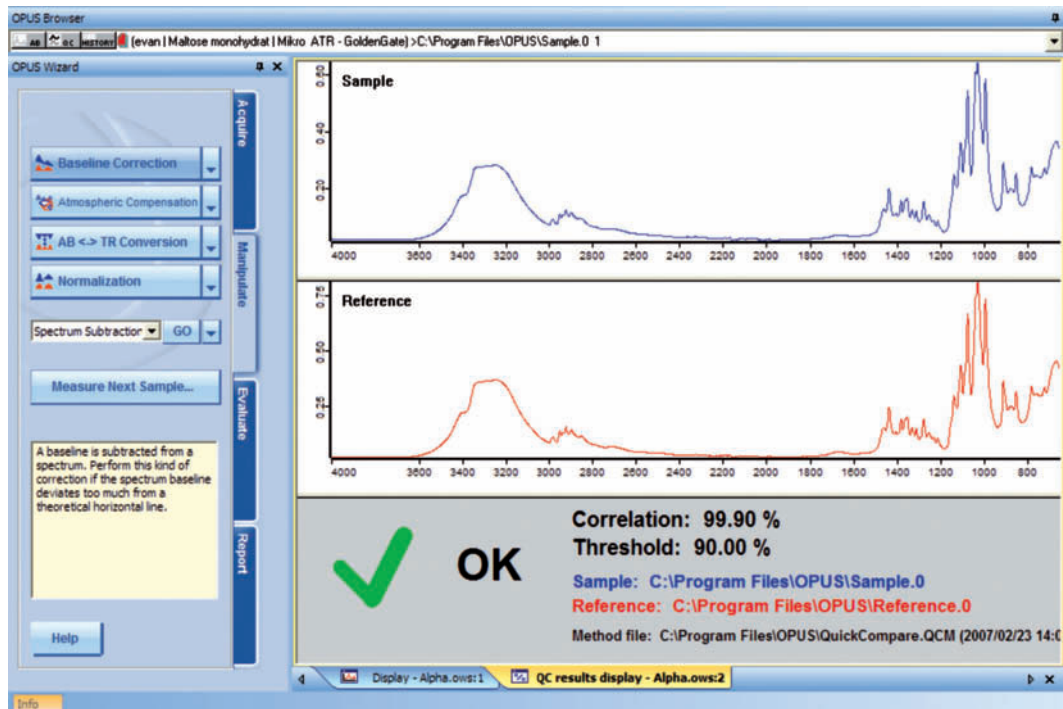 OPUS Browser
AB OC HISTORY (evan | Maltose monohydrat | Mikro ATR - GoldenGate) >C:\Program Files\OPUS\Sample.0 1
OPUS Wizard
Acquire
Manipulate
Evaluate
Report
Baseline Correction
Atmospheric Compensation
AB <-> TR Conversion
Normalization
Spectrum Subtraction GO
Measure Next Sample...
A baseline is subtracted from a
spectrum. Perform this kind of
correction if the spectrum baseline
deviates too much from a
theoretical horizontal line.
Help
Sample
0.60
0.40
0.20
4000 3600 3400 3200 3000 2800 2600 2400 2200 2000 1800 1600 1400 1200 1000 800
Reference
0.75
0.50
0.25
4000 3600 3400 3200 3000 2800 2600 2400 2200 2000 1800 1600 1400 1200 1000 800
OK
Correlation: 99.90 %
Threshold: 90.00 %
Sample: C:\Program Files\OPUS\Sample.0
Reference: C:\Program Files\OPUS\Reference.0
Method file: C:\Program Files\OPUS\QuickCompare.QCM (2007/02/23 14:0
Display - Alpha.ows:1
QC results display - Alpha.ows:2
Info